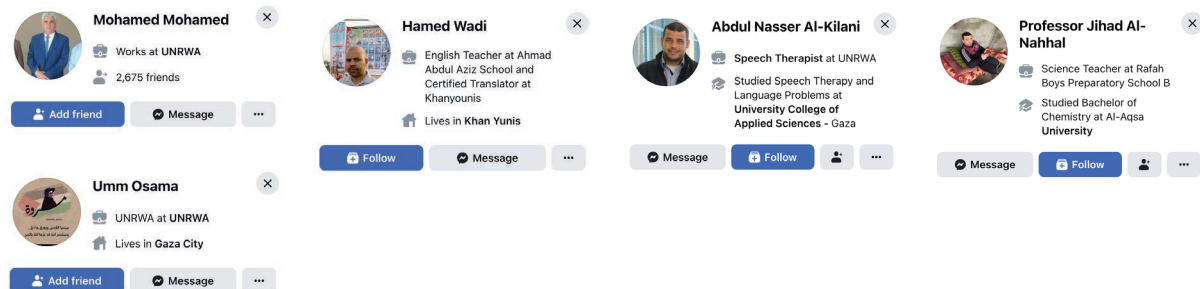 Mohamed Mohamed
Works at UNRWA
2,675 friends
Add friend
Message
Hamed Wadi
English Teacher at Ahmad
Abdul Aziz School and
Certified Translator at
Khanyounis
Lives in Khan Yunis
Follow
Message
Abdul Nasser Al-Kilani
Speech Therapist at UNRWA
Studied Speech Therapy and
Language Problems at
University College of
Applied Sciences - Gaza
Message
Follow
Professor Jihad Al-
Nahhal
Science Teacher at Rafah
Boys Preparatory School B
Studied Bachelor of
Chemistry at Al-Aqsa
University
Message
Follow
Umm Osama
UNRWA at UNRWA
Lives in Gaza City
Add friend
Message